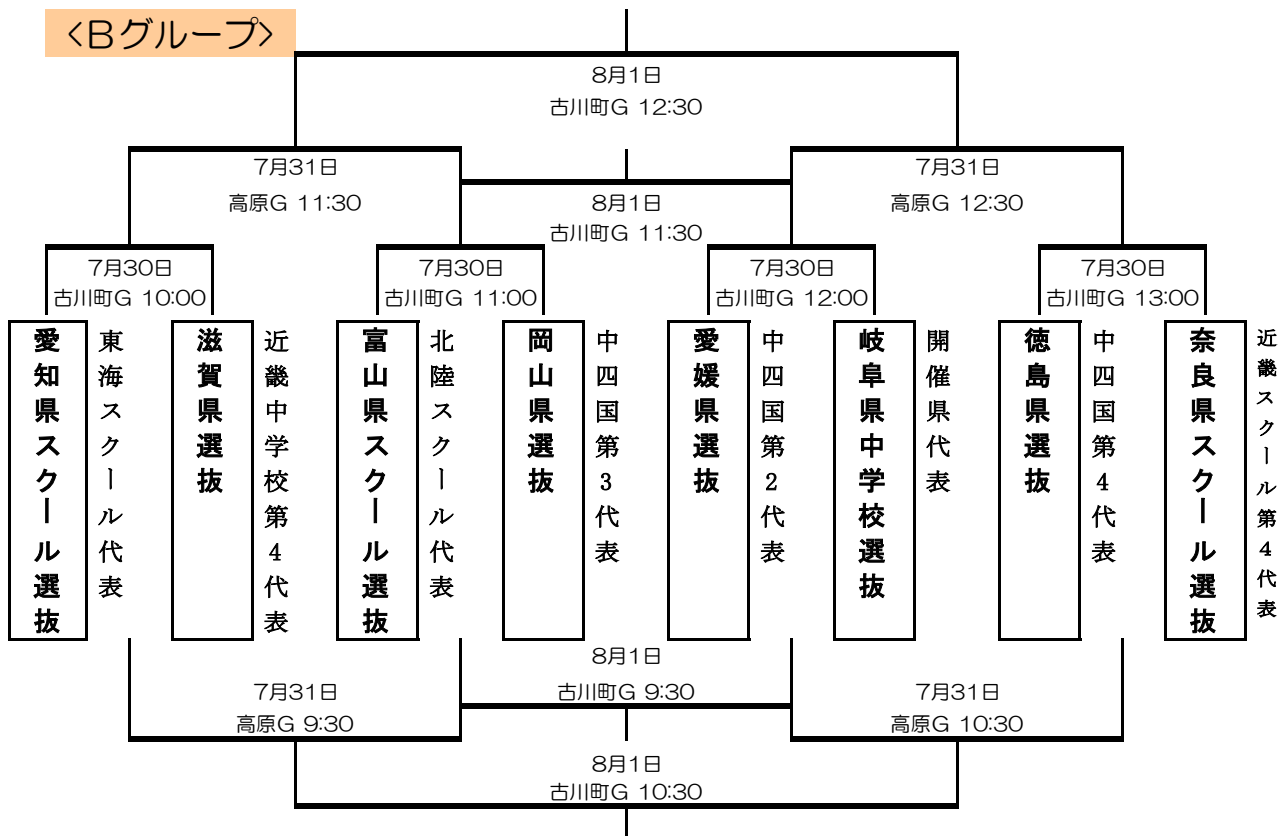 <Bグループ>
8月1日
古川町G 12:30
7月31日
高原G 11:30
8月1日
古川町G 11:30
7月31日
高原G 12:30
7月30日
古川町G 10:00
7月30日
古川町G 11:00
7月30日
古川町G 12:00
7月30日
古川町G 13:00
愛知県スクール選抜
東海スクール代表
滋賀県選抜
近畿中学校第4代表
富山県スクール選抜
北陸スクール代表
岡山県選抜
中四国第3代表
愛媛県選抜
中四国第2代表
岐阜県中学校選抜
開催県代表
徳島県選抜
中四国第4代表
奈良県スクール選抜
近畿スクール第4代表
7月31日
高原G 9:30
8月1日
古川町G 9:30
7月31日
高原G 10:30
8月1日
古川町G 10:30